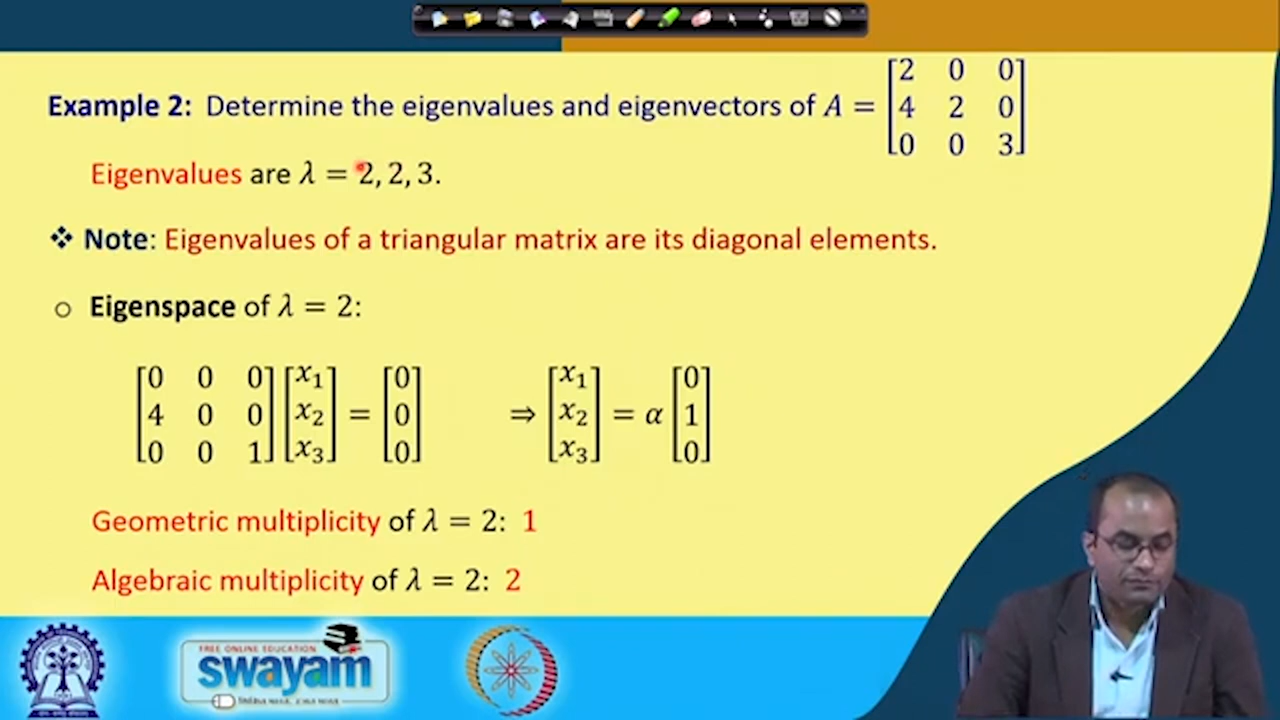 Example 2: Determine the eigenvalues and eigenvectors of A = [2 0 0; 4 2 0; 0 0 3]
Eigenvalues are λ = 2, 2, 3.
❖ Note: Eigenvalues of a triangular matrix are its diagonal elements.
○ Eigenspace of λ = 2:
[0 0 0; 4 0 0; 0 0 1] [x₁; x₂; x₃] = [0; 0; 0] ⇒ [x₁; x₂; x₃] = α [0; 1; 0]
Geometric multiplicity of λ = 2: 1
Algebraic multiplicity of λ = 2: 2
FREE ONLINE EDUCATION
swayam